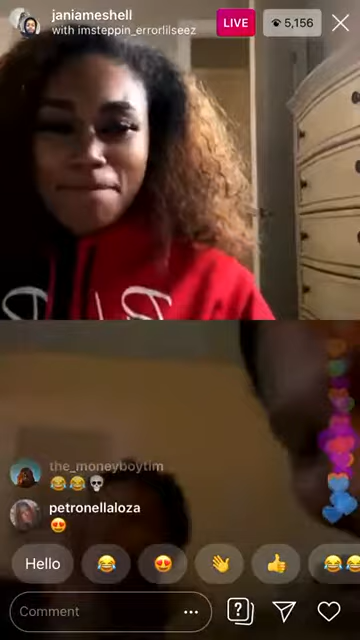 janiameshell
with imsteppin_errorlilseez
LIVE
5,156
the_moneyboytim
😂😂💀
petronellaloza
😍
Hello 😂 😍 👋 👍 😂😂
Comment